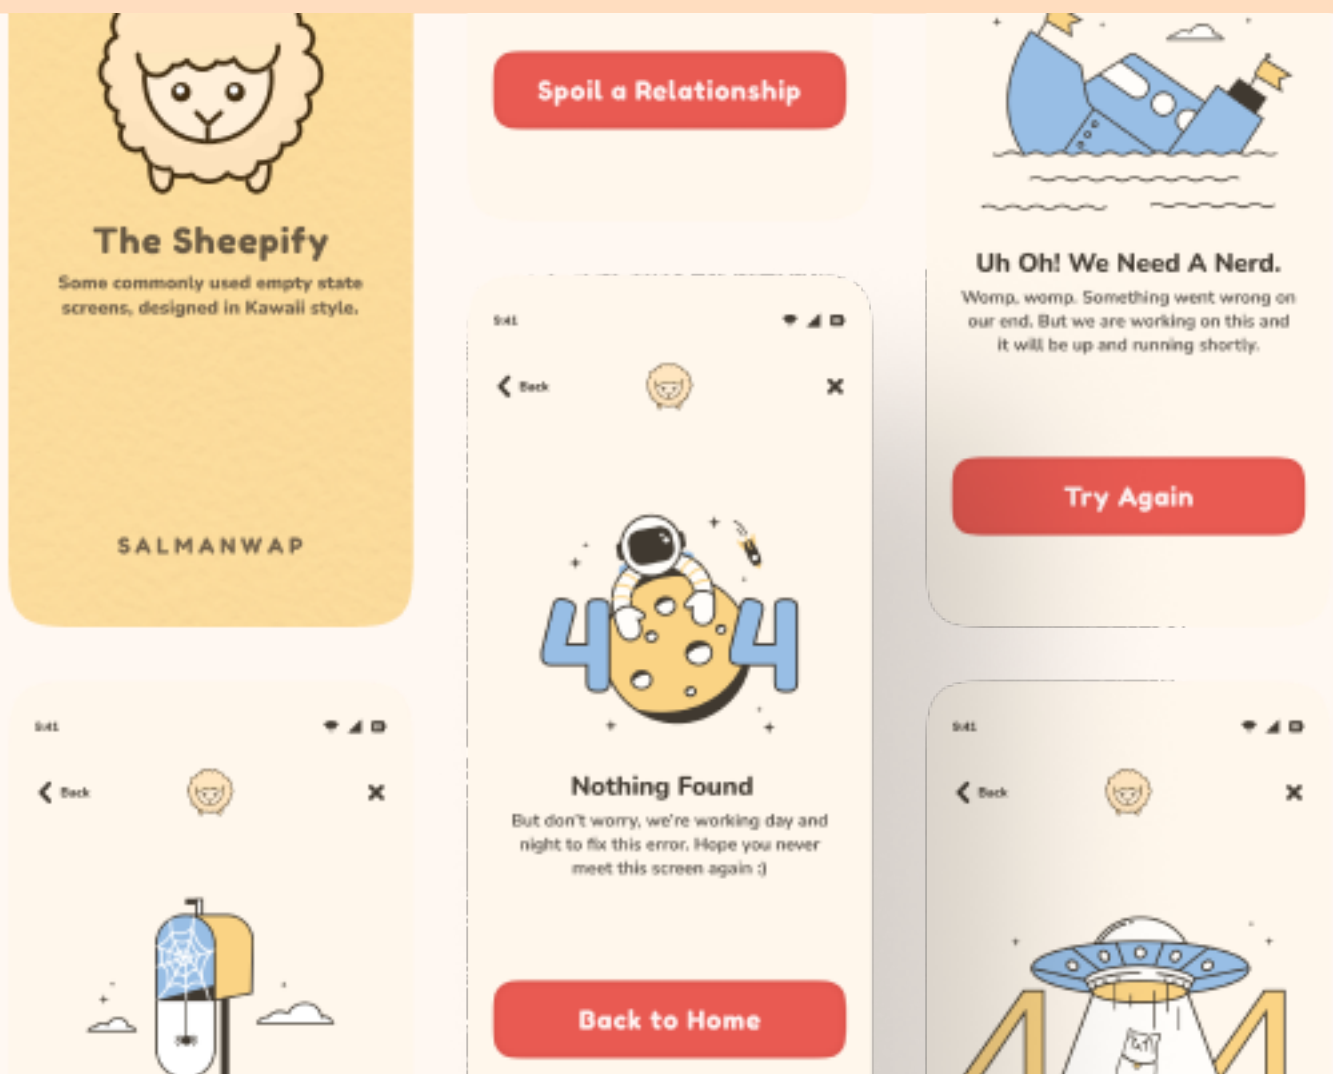 The Sheepify
Some commonly used empty state
screens, designed in Kawaii style.
SALMANWAP
9:41
Back
Spoil a Relationship
9:41
Back
4 4
Nothing Found
But don't worry, we're working day and
night to fix this error. Hope you never
meet this screen again :)
Back to Home
Uh Oh! We Need A Nerd.
Womp, womp. Something went wrong on
our end. But we are working on this and
it will be up and running shortly.
Try Again
9:41
Back
4 4